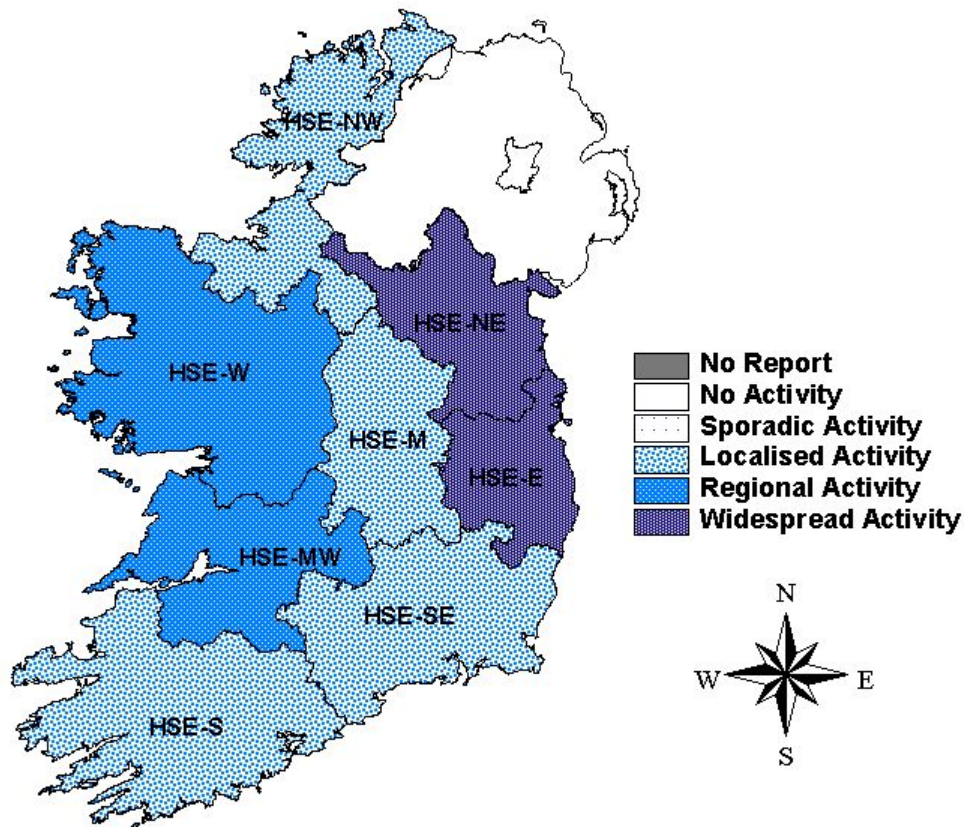 HSE-NW
HSE-NE
HSE-W
HSE-M
HSE-E
HSE-MW
HSE-SE
HSE-S
No Report
No Activity
Sporadic Activity
Localised Activity
Regional Activity
Widespread Activity
N
W E
S